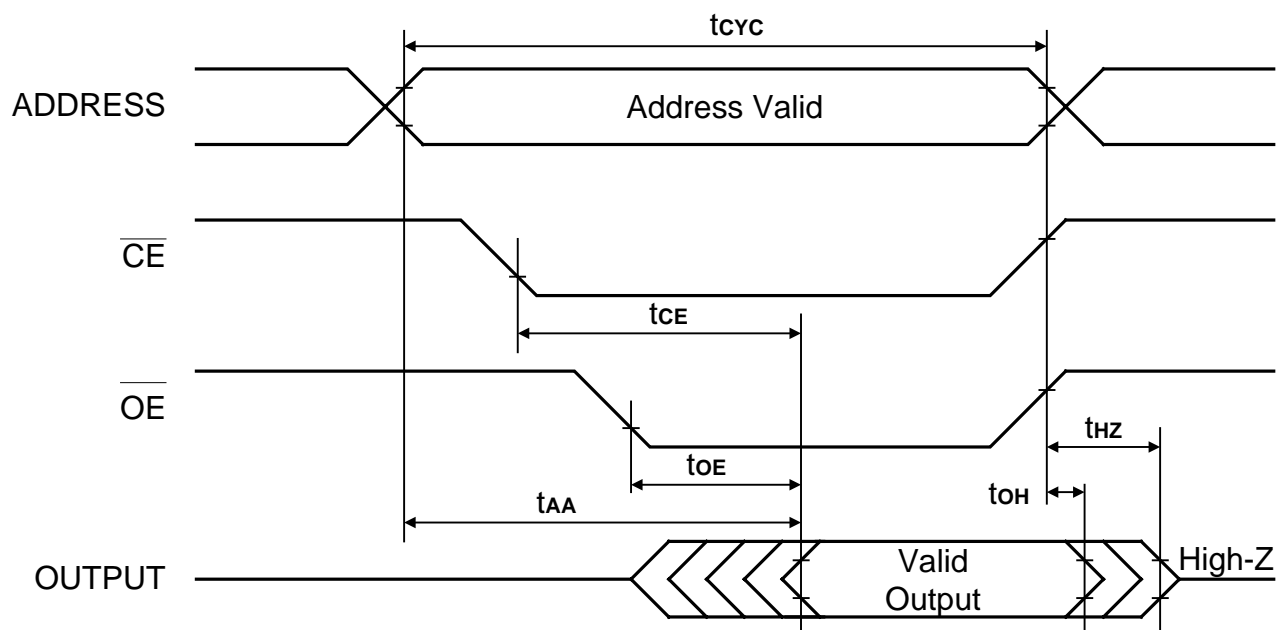 tCYC
ADDRESS
Address Valid
CE
tCE
OE
tHZ
tOE
tOH
tAA
OUTPUT
Valid
Output
High-Z